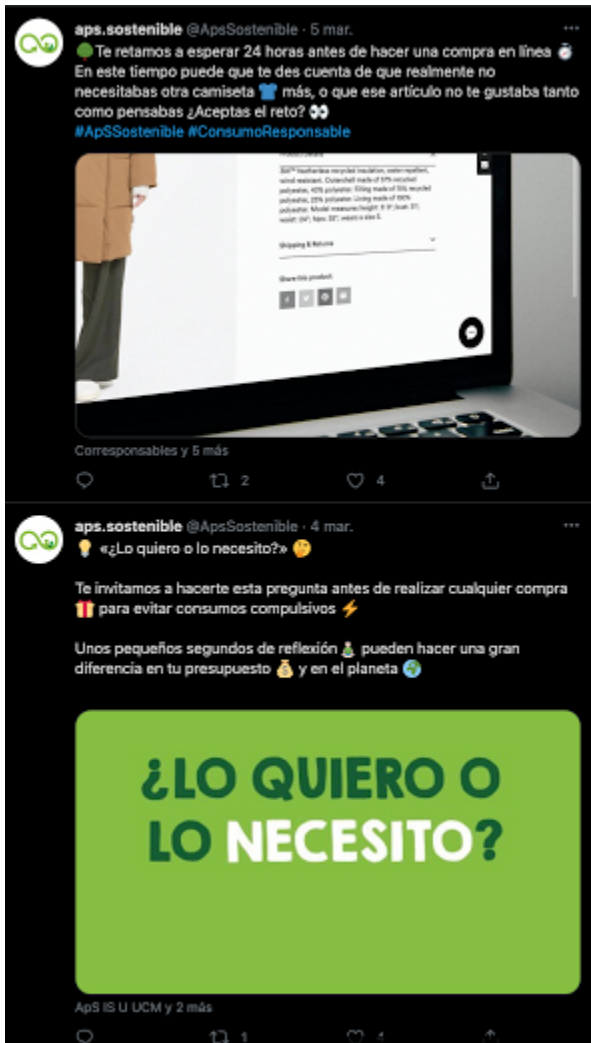 aps.sostenible @ApsSostenible · 5 mar.
🌳Te retamos a esperar 24 horas antes de hacer una compra en línea ⏱
En este tiempo puede que te des cuenta de que realmente no
necesitabas otra camiseta 👕 más, o que ese artículo no te gustaba tanto
como pensabas ¿Aceptas el reto? 👀
#ApSSostenible #ConsumoResponsable
Shipping & Returns
Share this product:
Corresponsables y 5 más
2 4
aps.sostenible @ApsSostenible · 4 mar.
💡 «¿Lo quiero o lo necesito?» 🤔
Te invitamos a hacerte esta pregunta antes de realizar cualquier compra
🎁 para evitar consumos compulsivos ⚡
Unos pequeños segundos de reflexión 🧘 pueden hacer una gran
diferencia en tu presupuesto 💰 y en el planeta 🌍
¿LO QUIERO O
LO NECESITO?
ApS IS U UCM y 2 más
1 4